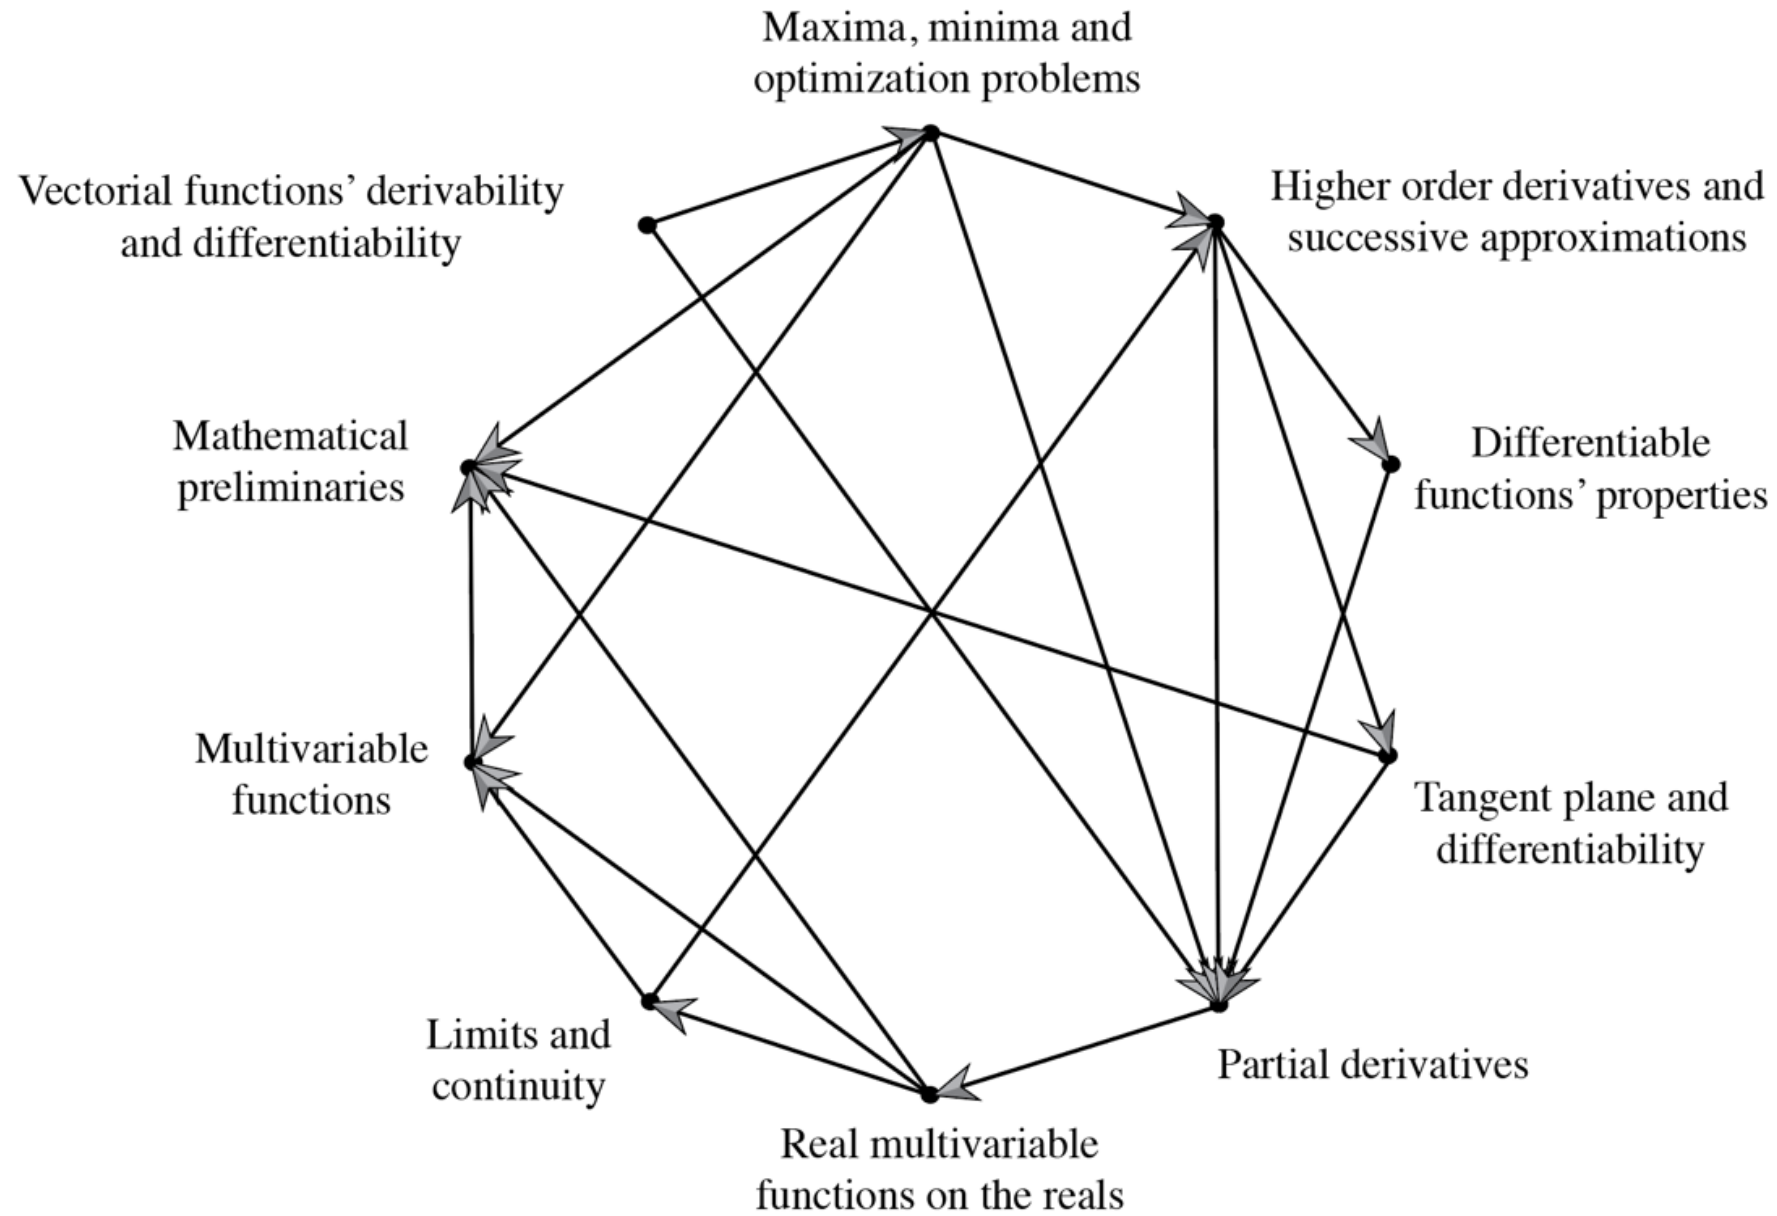 Maxima, minima and
optimization problems
Vectorial functions’ derivability
and differentiability
Higher order derivatives and
successive approximations
Mathematical
preliminaries
Differentiable
functions’ properties
Multivariable
functions
Tangent plane and
differentiability
Limits and
continuity
Partial derivatives
Real multivariable
functions on the reals